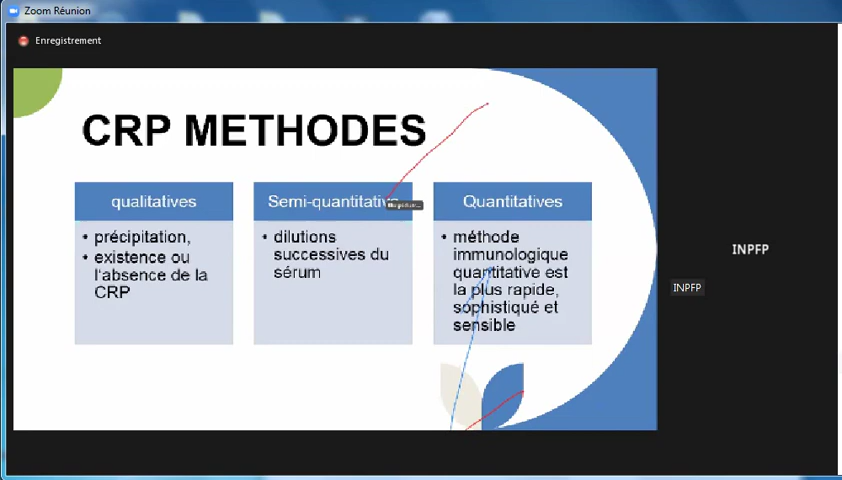 Zoom Réunion
Enregistrement
CRP METHODES
qualitatives
• précipitation,
• existence ou
l'absence de la
CRP
Semi-quantitative
• dilutions
successives du
sérum
Quantitatives
• méthode
immunologique
quantitative est
la plus rapide,
sophistiqué et
sensible
INPFP
INPFP